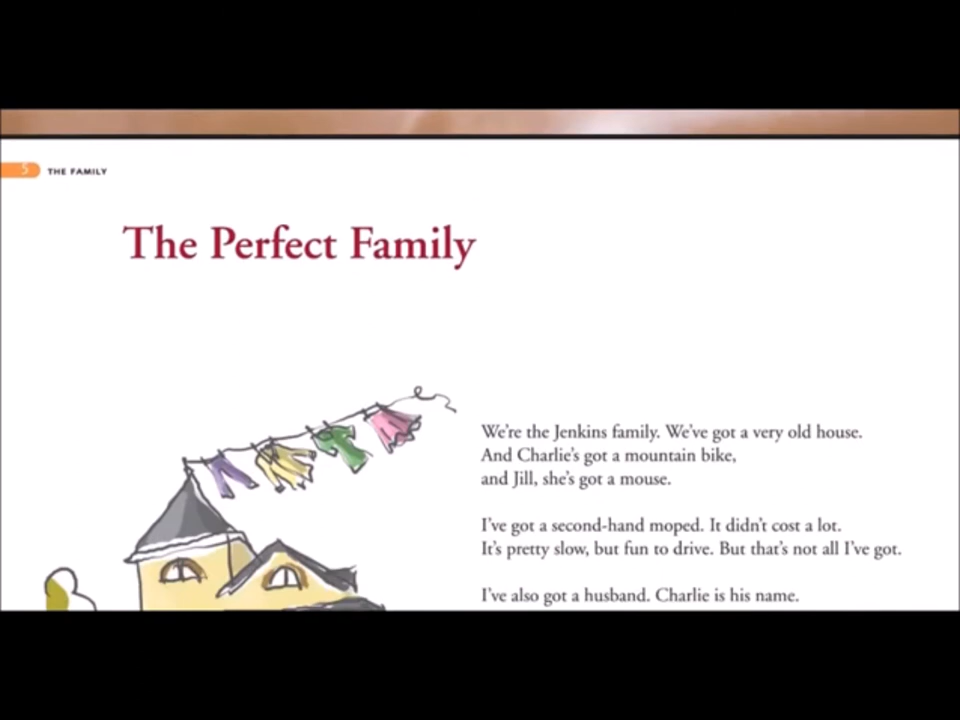 5 THE FAMILY
The Perfect Family
We're the Jenkins family. We've got a very old house.
And Charlie's got a mountain bike,
and Jill, she's got a mouse.
I've got a second-hand moped. It didn't cost a lot.
It's pretty slow, but fun to drive. But that's not all I've got.
I've also got a husband. Charlie is his name.